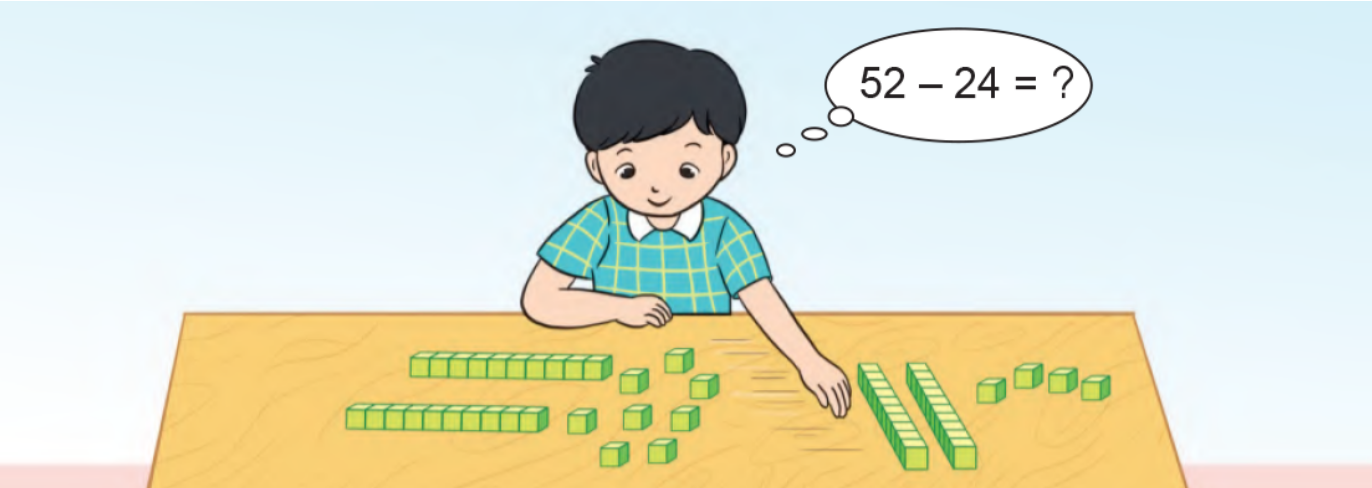 52 – 24 = ?